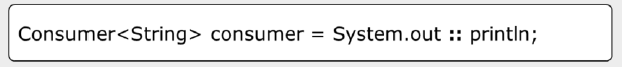 Consumer<String> consumer = System.out :: println;